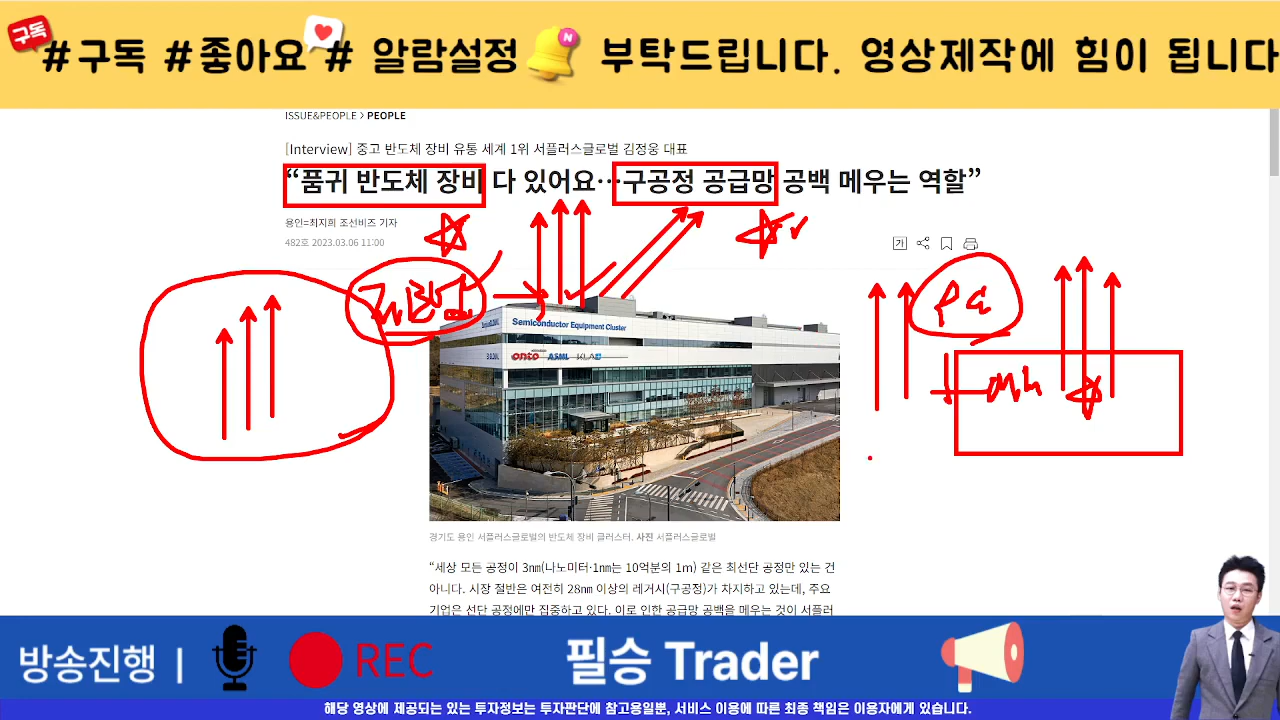 구독
#구독 #좋아요 # 알람설정 N 부탁드립니다. 영상제작에 힘이 됩니다
ISSUE&PEOPLE > PEOPLE
[Interview] 중고 반도체 장비 유통 세계 1위 서플러스글로벌 김정웅 대표
“품귀 반도체 장비 다 있어요…구공정 공급망 공백 메우는 역할”
용인=최지희 조선비즈 기자
482호 2023.03.06 11:00
가
Semiconductor Equipment Cluster
onto ASML KLA
경기도 용인 서플러스글로벌의 반도체 장비 클러스터. 사진 서플러스글로벌
“세상 모든 공정이 3㎚(나노미터·1㎚는 10억분의 1m) 같은 최선단 공정만 있는 건
아니다. 시장 절반은 여전히 28㎚ 이상의 레거시(구공정)가 차지하고 있는데, 주요
기업은 선단 공정에만 집중하고 있다. 이로 인한 공급망 공백을 메우는 것이 서플러
방송진행 | REC 필승 Trader
해당 영상에 제공되는 있는 투자정보는 투자판단에 참고용일뿐, 서비스 이용에 따른 최종 책임은 이용자에게 있습니다.